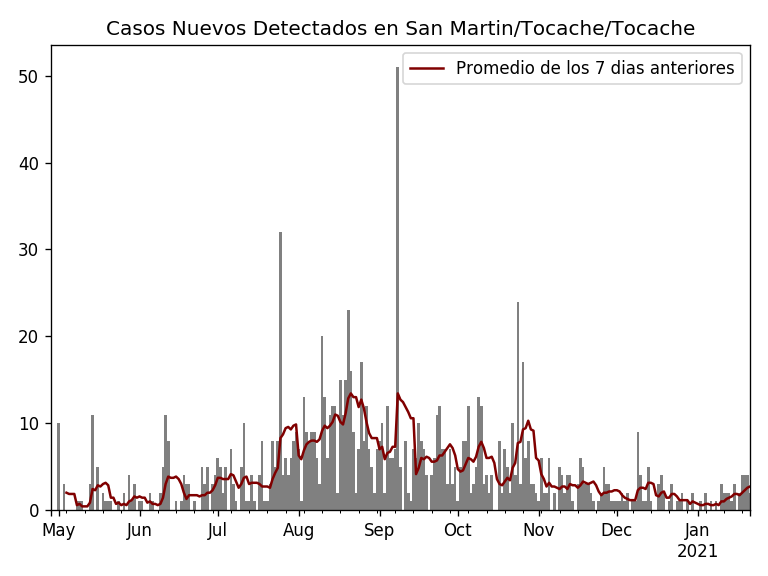 Casos Nuevos Detectados en San Martin/Tocache/Tocache
Promedio de los 7 dias anteriores
50
40
30
20
10
0
May Jun Jul Aug Sep Oct Nov Dec Jan
2021